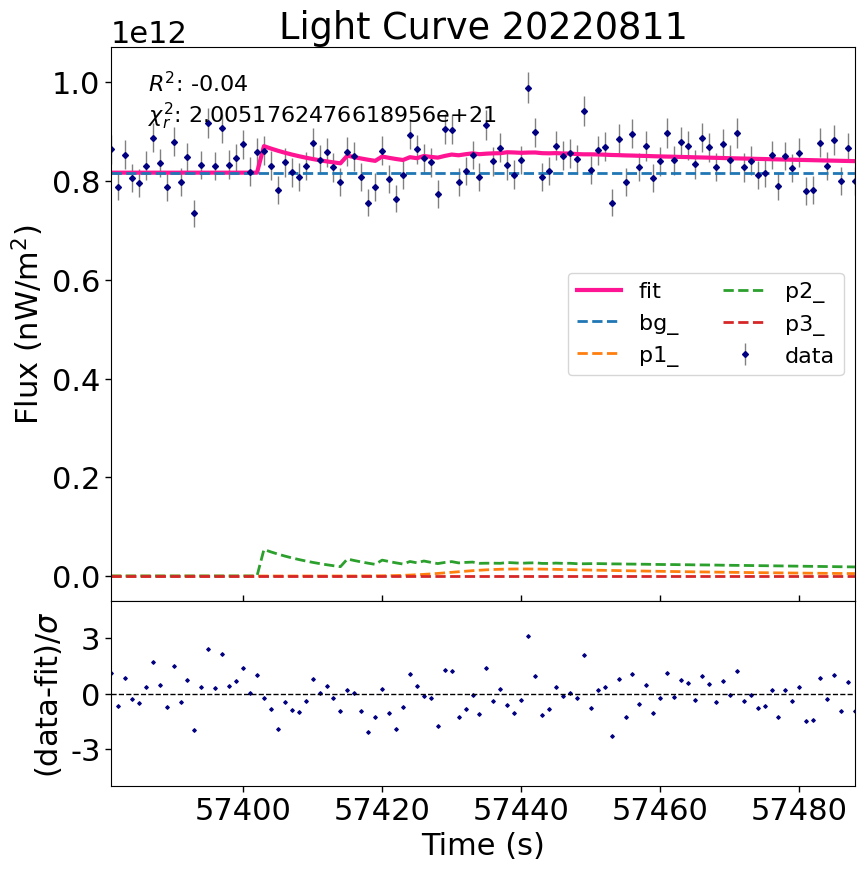 Light Curve 20220811
1e12
R²: -0.04
χ²ᵣ: 2.0051762476618956e+21
1.0
0.8
0.6
0.4
0.2
0.0
Flux (nW/m²)
fit
bg_
p1_
p2_
p3_
data
3
0
-3
(data-fit)/σ
57400 57420 57440 57460 57480
Time (s)